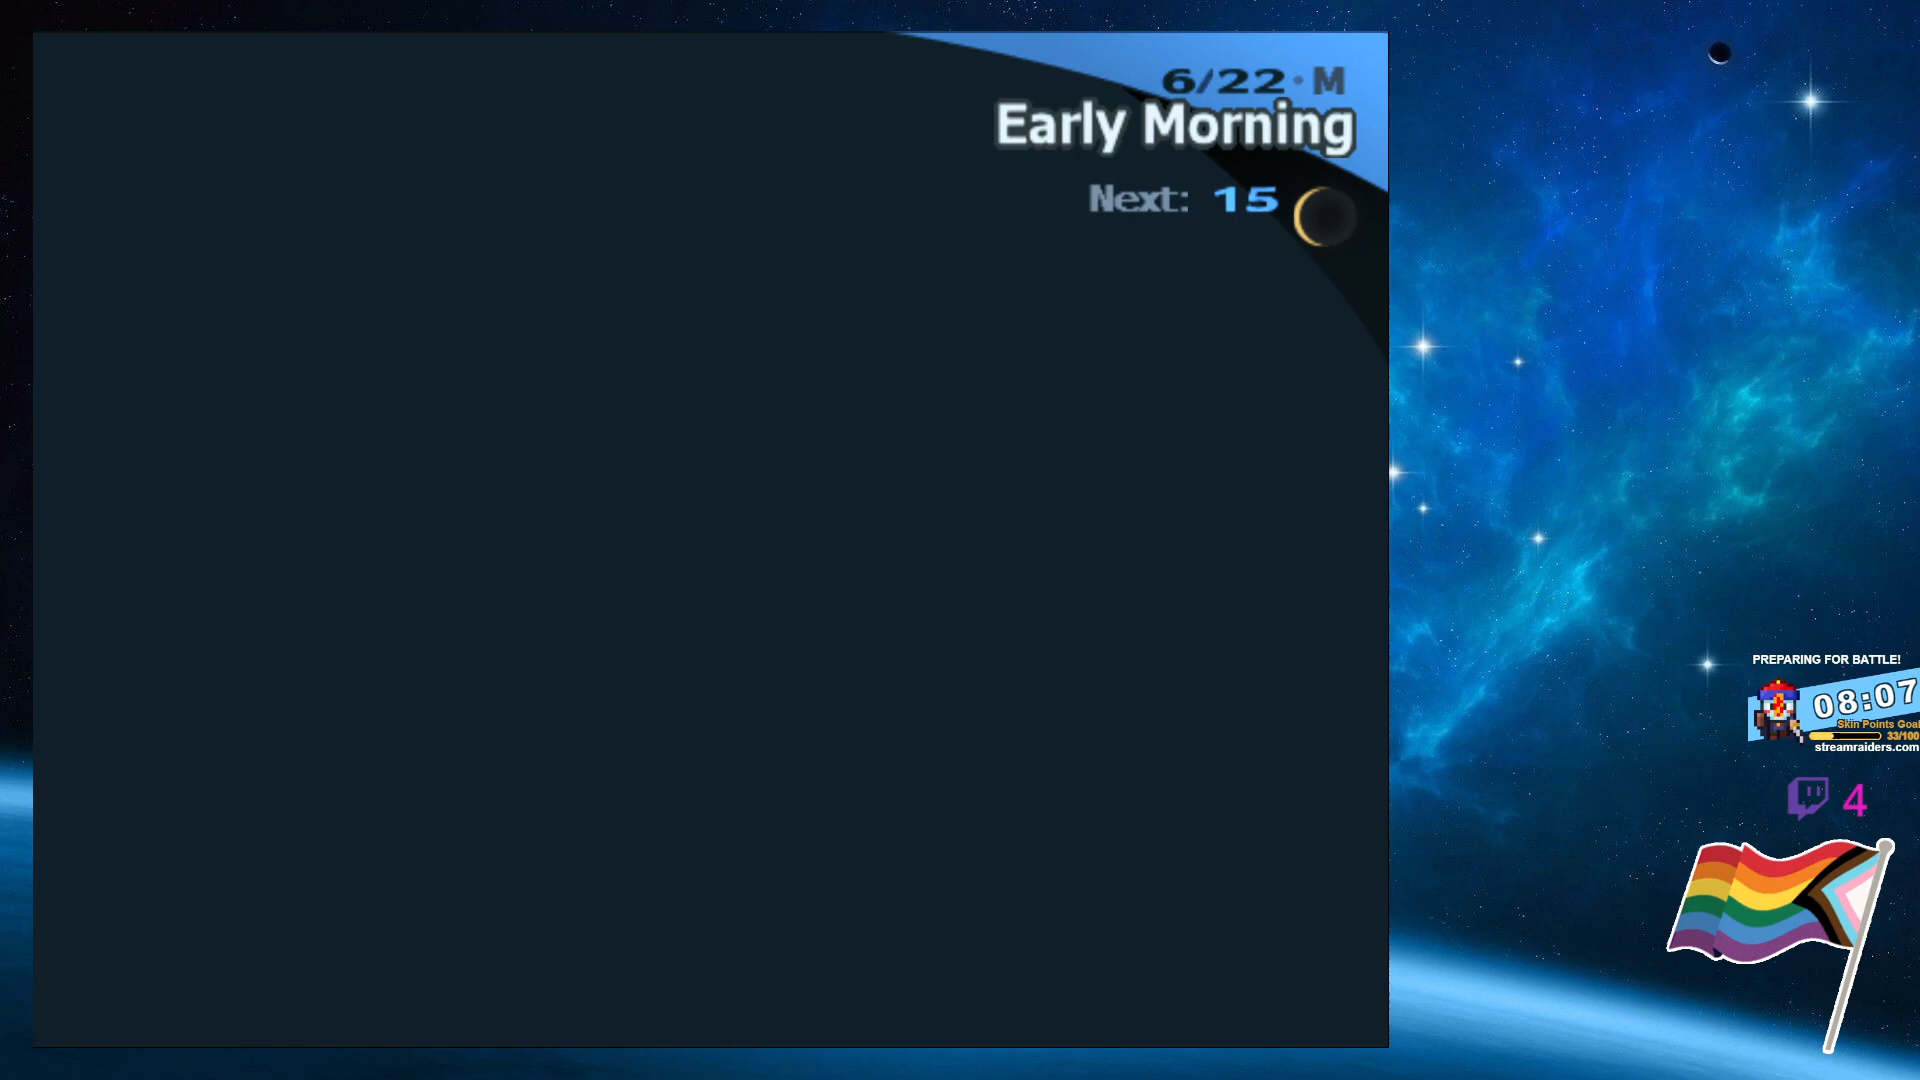 6/22・M
Early Morning
Next: 15
PREPARING FOR BATTLE!
08:07
Skin Points Goal
33/100
streamraiders.com
4